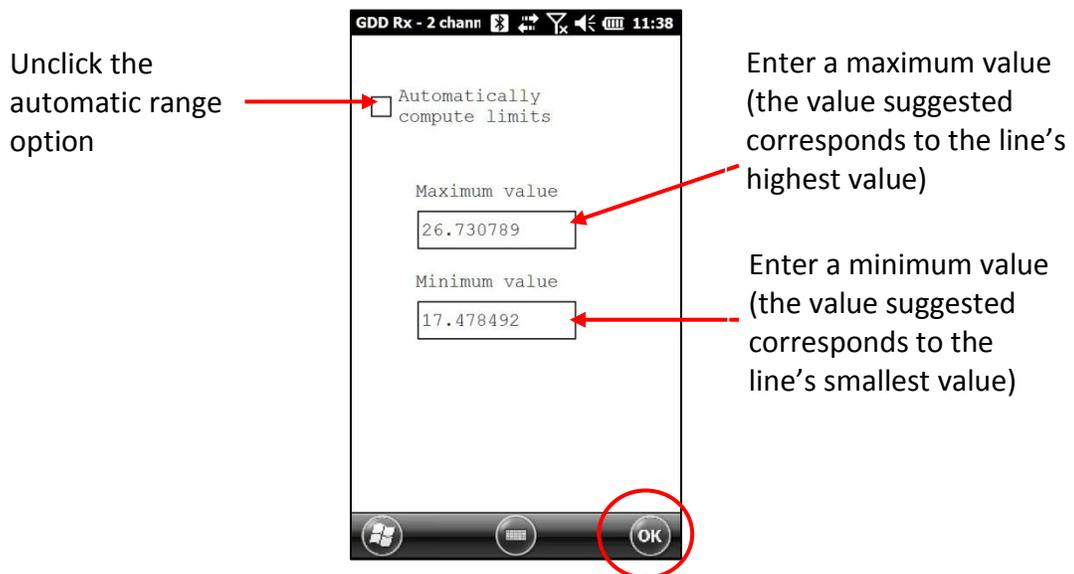 GDD Rx - 2 chann 11:38
Unclick the
automatic range
option
Automatically
compute limits
Enter a maximum value
(the value suggested
corresponds to the line’s
highest value)
Maximum value
26.730789
Minimum value
17.478492
Enter a minimum value
(the value suggested
corresponds to the
line’s smallest value)
OK